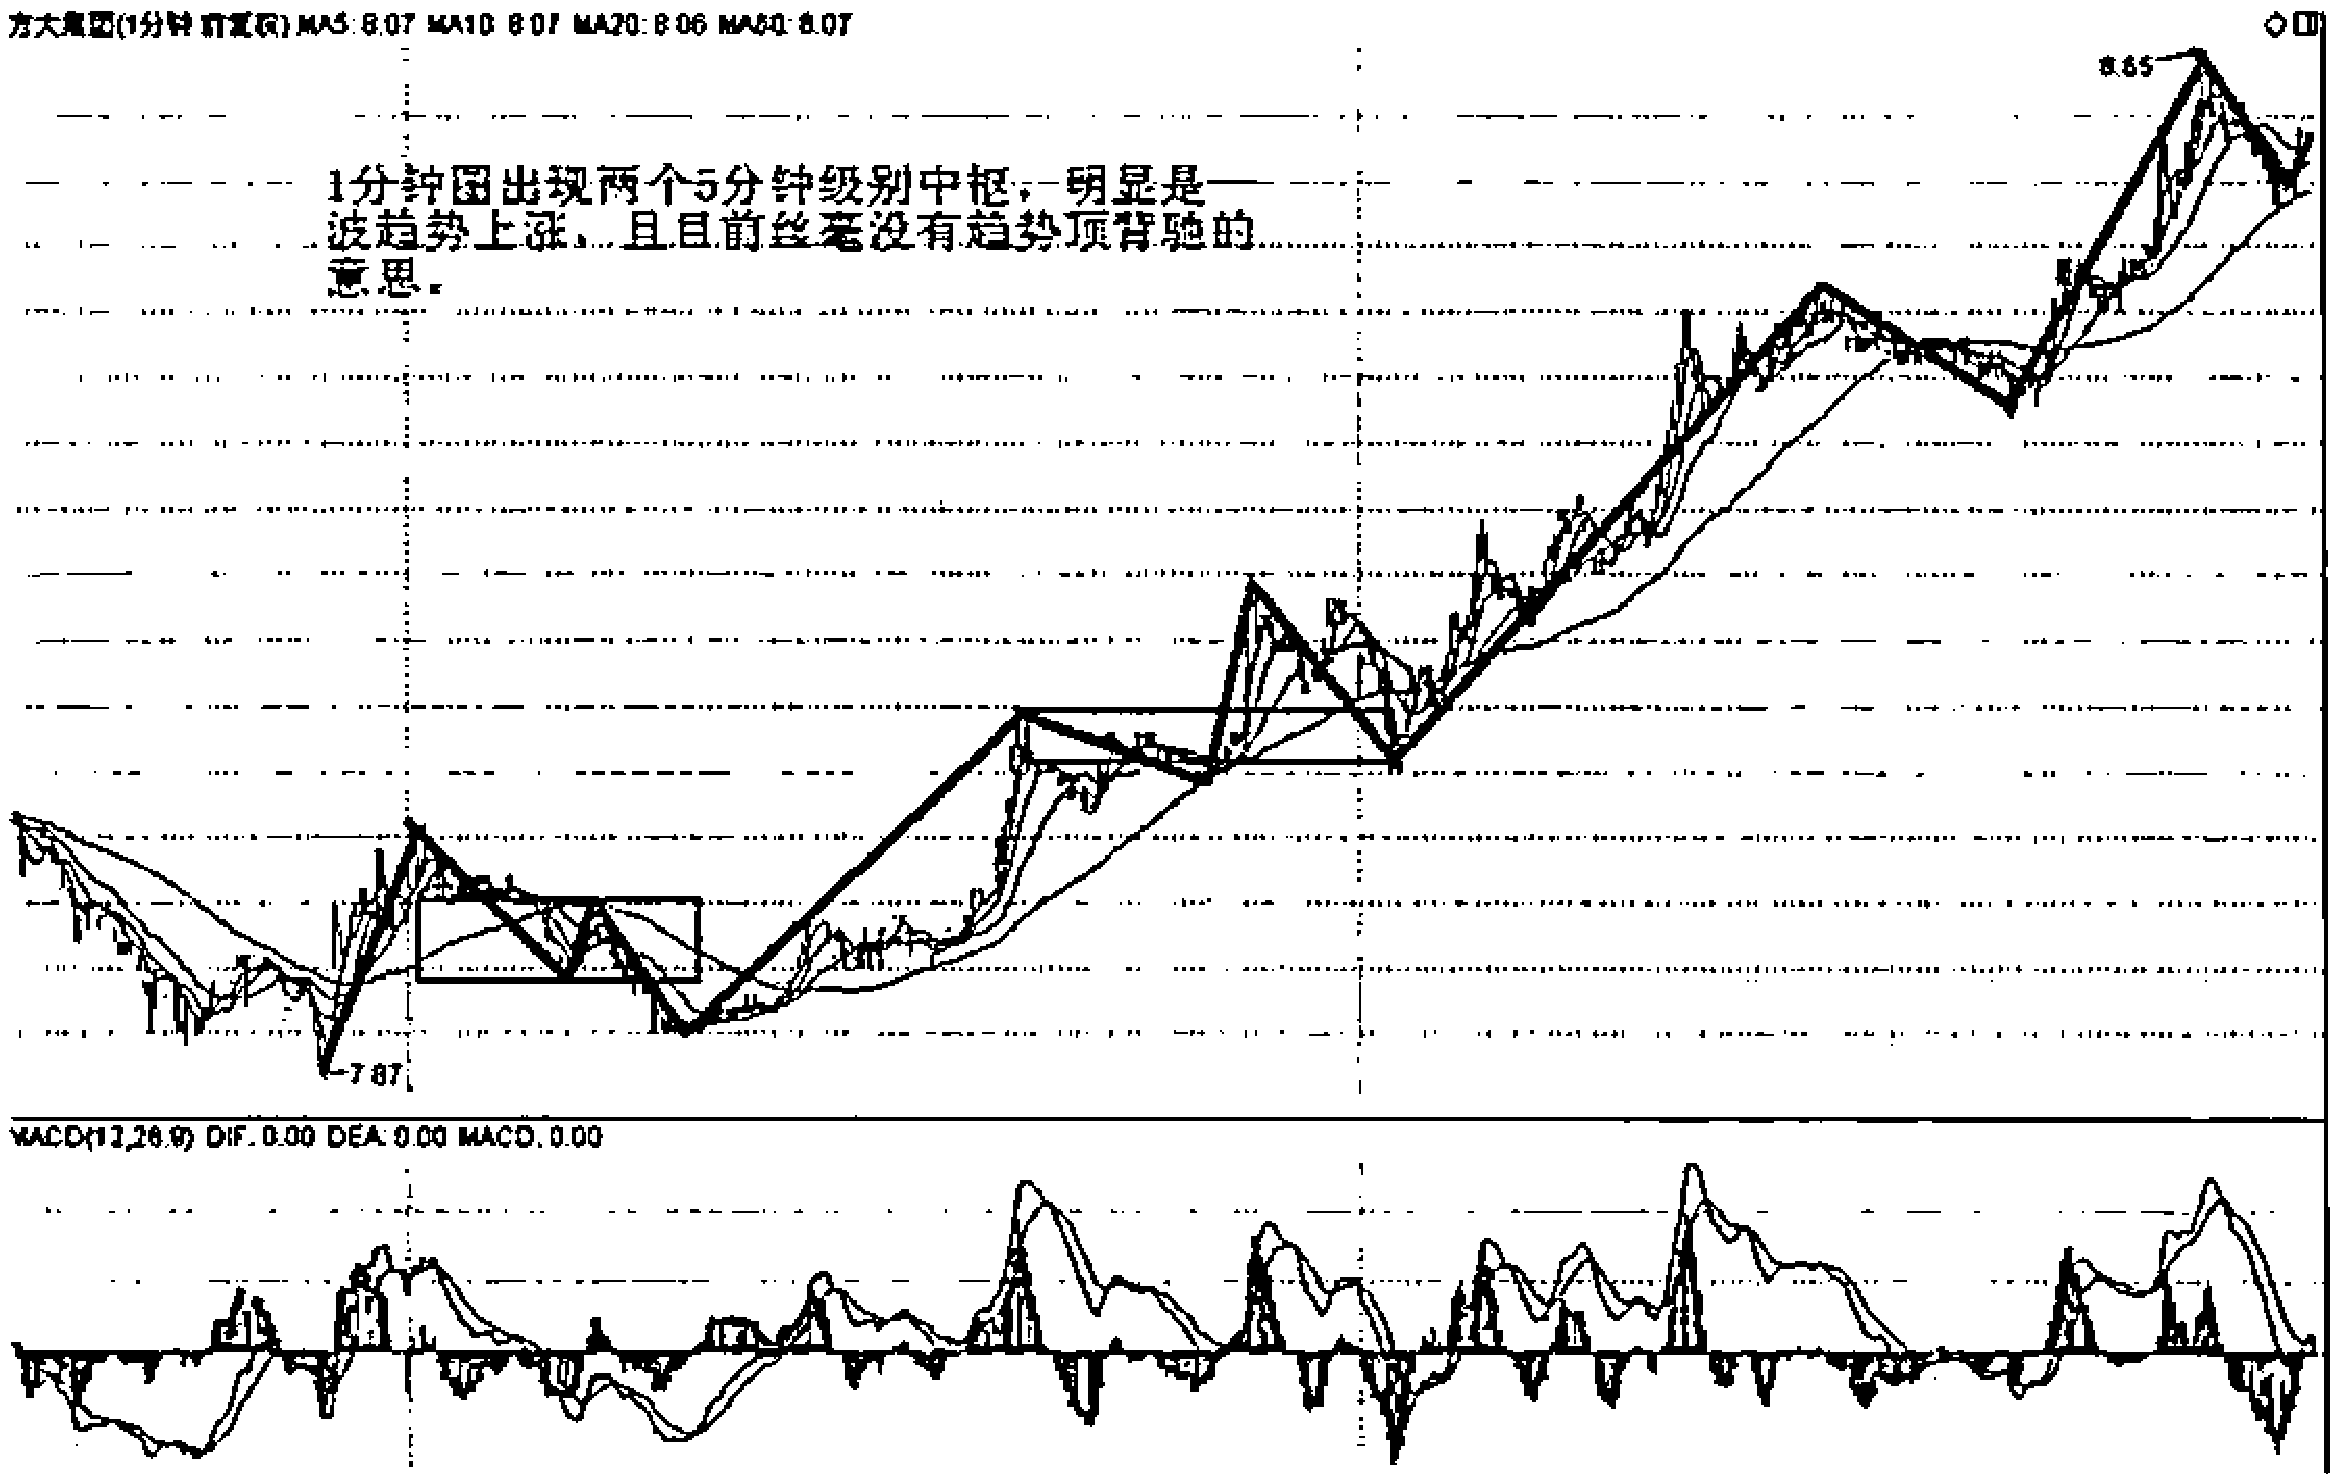 方大集团(1分钟 前复权) MA5: 8.07 MA10: 8.07 MA20: 8.06 MA60: 8.07
8.65
1分钟图出现两个5分钟级别中枢，明显是一
波趋势上涨、且目前丝毫没有趋势顶背驰的
意思。
7.87
MACD(12,26,9) DIF: 0.00 DEA: 0.00 MACD: 0.00